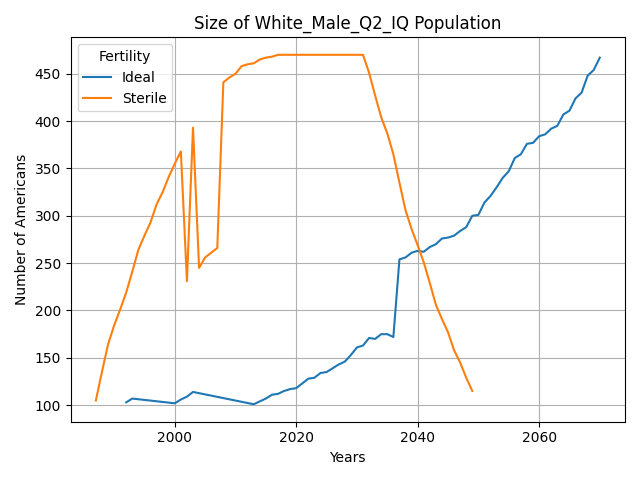 Size of White_Male_Q2_IQ Population
Fertility
Ideal
Sterile
450
400
350
300
250
200
150
100
Number of Americans
2000
2020
2040
2060
Years